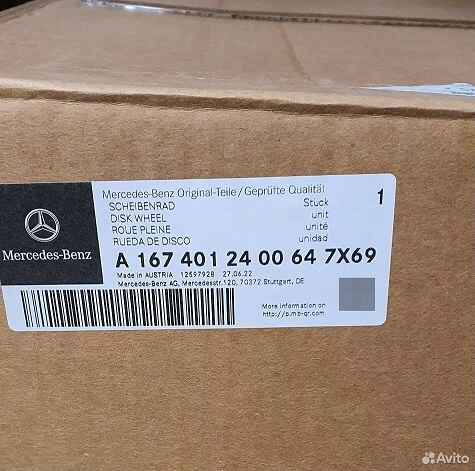 Mercedes-Benz Original-Teile/Geprüfte Qualität
SCHEIBENRAD Stück 1
DISK WHEEL unit
ROUE PLEINE unité
RUEDA DE DISCO unidad
Mercedes-Benz
A 167 401 24 00 64 7X69
Made in AUSTRIA 12597928 27.06.22
Mercedes-Benz AG, Mercedesstr.120, 70372 Stuttgart, DE
More information on
http://b.mb-qr.com
Avito